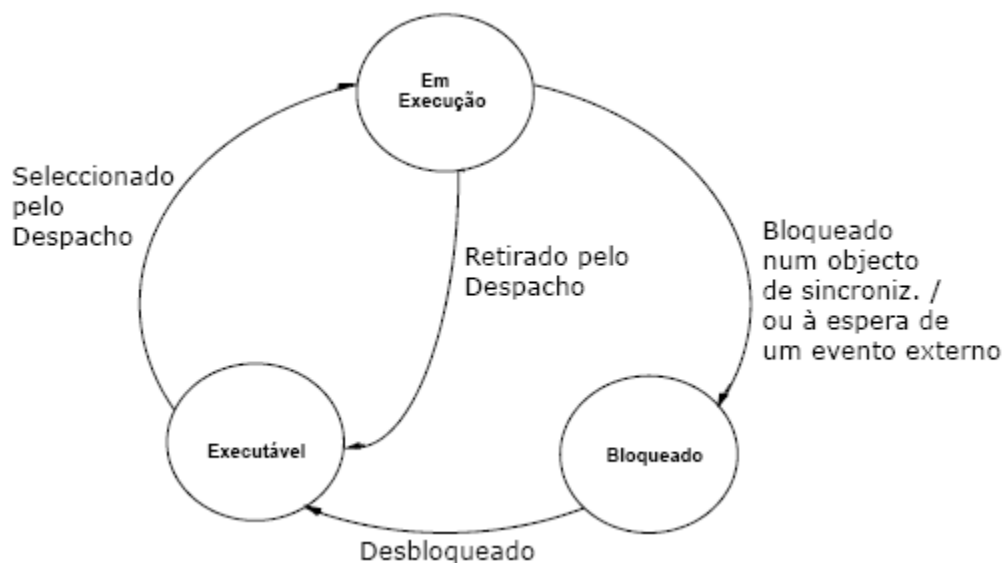 Em
Execução
Seleccionado
pelo
Despacho
Retirado pelo
Despacho
Bloqueado
num objecto
de sincroniz. /
ou à espera de
um evento externo
Executável
Bloqueado
Desbloqueado